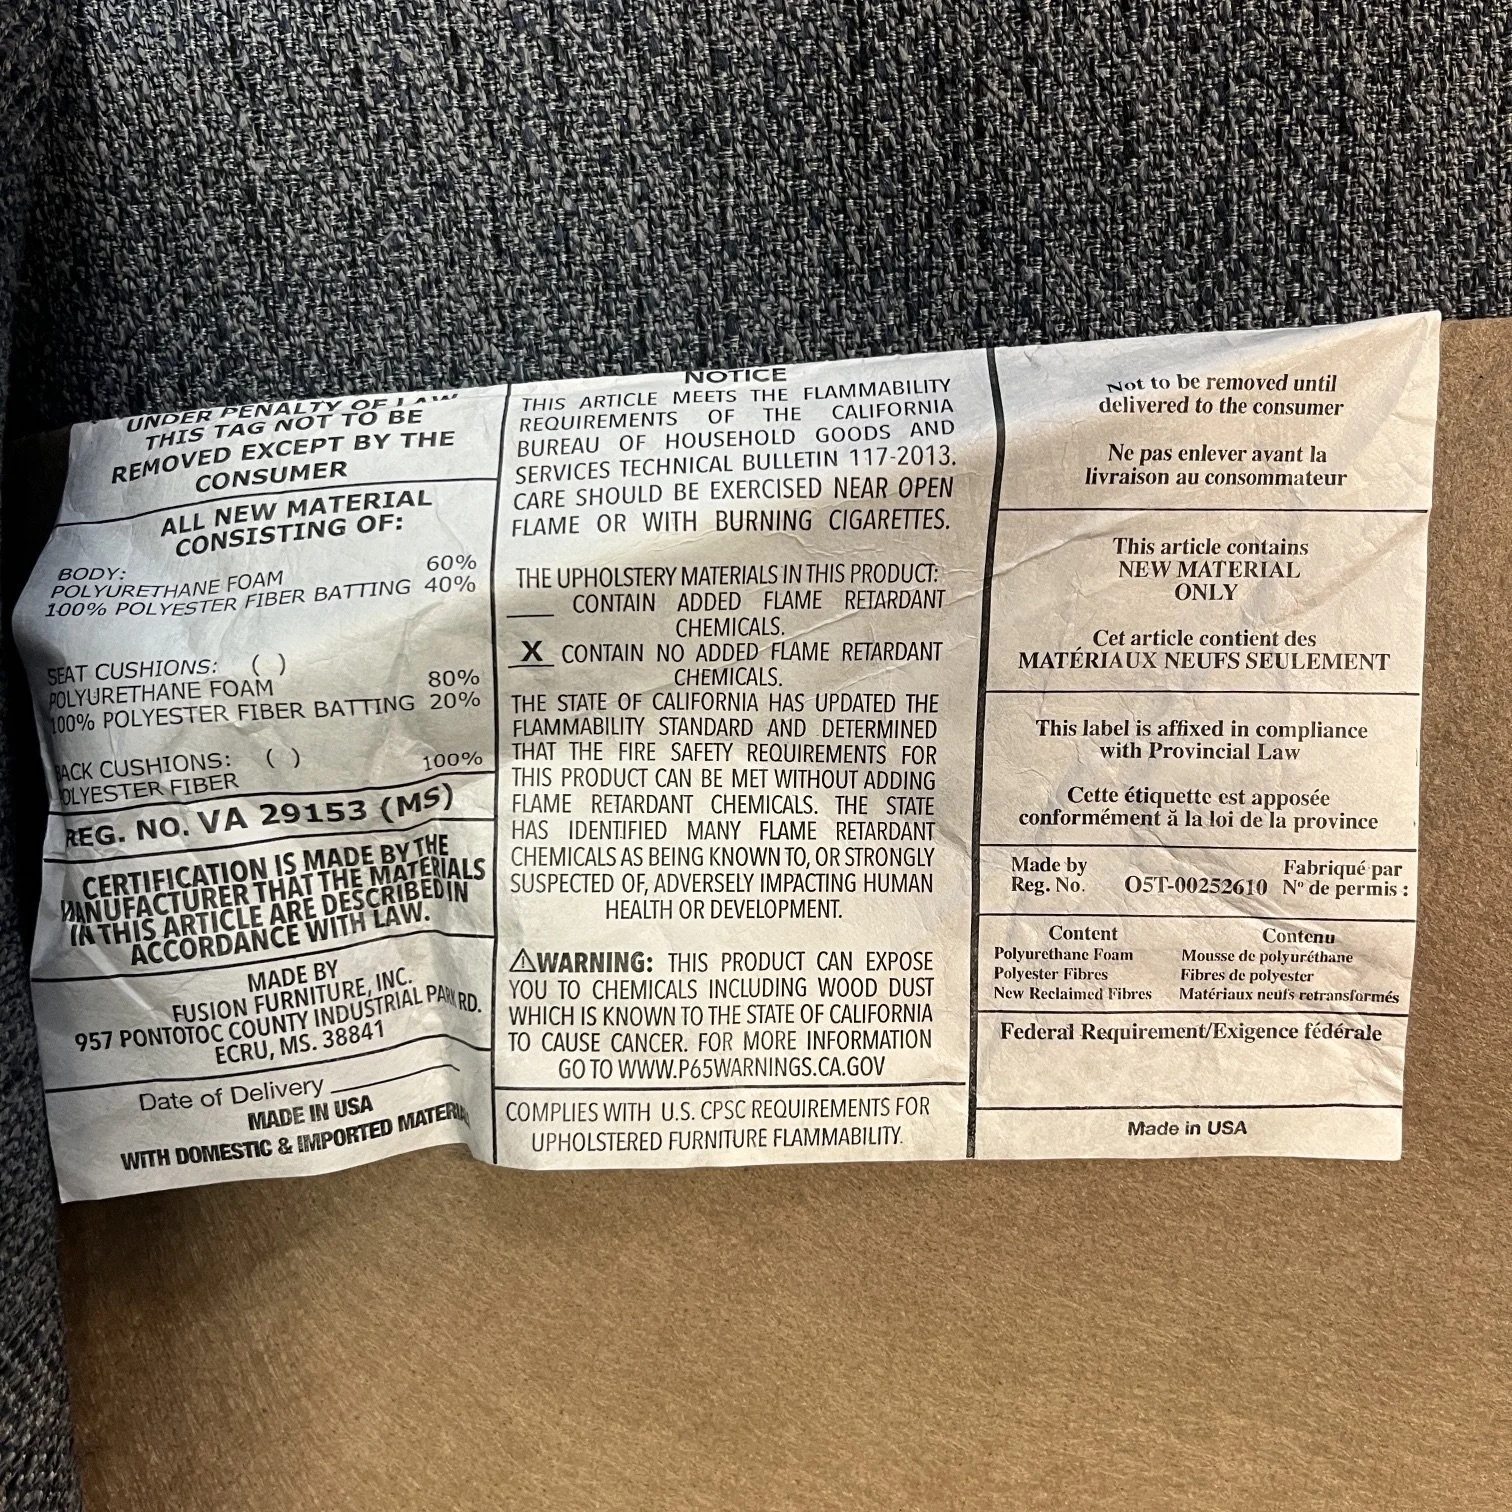 UNDER PENALTY OF LAW
THIS TAG NOT TO BE
REMOVED EXCEPT BY THE
CONSUMER
ALL NEW MATERIAL
CONSISTING OF:
BODY:
POLYURETHANE FOAM 60%
100% POLYESTER FIBER BATTING 40%
SEAT CUSHIONS: ( )
POLYURETHANE FOAM 80%
100% POLYESTER FIBER BATTING 20%
BACK CUSHIONS: ( )
POLYESTER FIBER 100%
REG. NO. VA 29153 (MS)
CERTIFICATION IS MADE BY THE
MANUFACTURER THAT THE MATERIALS
IN THIS ARTICLE ARE DESCRIBED IN
ACCORDANCE WITH LAW.
MADE BY
FUSION FURNITURE, INC.
957 PONTOTOC COUNTY INDUSTRIAL PARK RD.
ECRU, MS. 38841
Date of Delivery
MADE IN USA
WITH DOMESTIC & IMPORTED MATERIA
NOTICE
THIS ARTICLE MEETS THE FLAMMABILITY
REQUIREMENTS OF THE CALIFORNIA
BUREAU OF HOUSEHOLD GOODS AND
SERVICES TECHNICAL BULLETIN 117-2013.
CARE SHOULD BE EXERCISED NEAR OPEN
FLAME OR WITH BURNING CIGARETTES.
THE UPHOLSTERY MATERIALS IN THIS PRODUCT:
___ CONTAIN ADDED FLAME RETARDANT
CHEMICALS.
X CONTAIN NO ADDED FLAME RETARDANT
CHEMICALS.
THE STATE OF CALIFORNIA HAS UPDATED THE
FLAMMABILITY STANDARD AND DETERMINED
THAT THE FIRE SAFETY REQUIREMENTS FOR
THIS PRODUCT CAN BE MET WITHOUT ADDING
FLAME RETARDANT CHEMICALS. THE STATE
HAS IDENTIFIED MANY FLAME RETARDANT
CHEMICALS AS BEING KNOWN TO, OR STRONGLY
SUSPECTED OF, ADVERSELY IMPACTING HUMAN
HEALTH OR DEVELOPMENT.
⚠WARNING: THIS PRODUCT CAN EXPOSE
YOU TO CHEMICALS INCLUDING WOOD DUST
WHICH IS KNOWN TO THE STATE OF CALIFORNIA
TO CAUSE CANCER. FOR MORE INFORMATION
GO TO WWW.P65WARNINGS.CA.GOV
COMPLIES WITH U.S. CPSC REQUIREMENTS FOR
UPHOLSTERED FURNITURE FLAMMABILITY.
Not to be removed until
delivered to the consumer
Ne pas enlever avant la
livraison au consommateur
This article contains
NEW MATERIAL
ONLY
Cet article contient des
MATÉRIAUX NEUFS SEULEMENT
This label is affixed in compliance
with Provincial Law
Cette étiquette est apposée
conformément à la loi de la province
Made by Fabriqué par
Reg. No. O5T-00252610 Nº de permis :
Content Contenu
Polyurethane Foam Mousse de polyuréthane
Polyester Fibres Fibres de polyester
New Reclaimed Fibres Matériaux neufs retransformés
Federal Requirement/Exigence fédérale
Made in USA